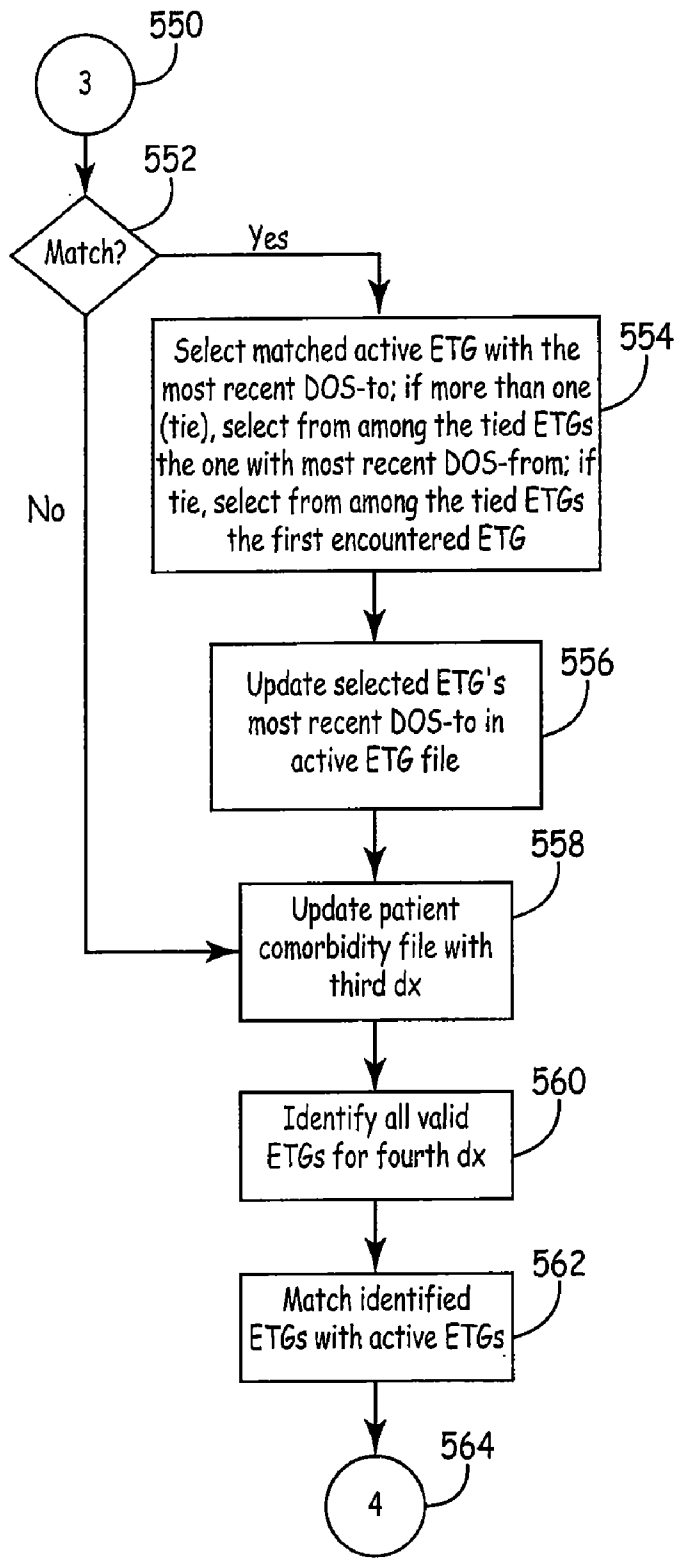 550
3
552
Match?
Yes
554
Select matched active ETG with the
most recent DOS-to; if more than one
(tie), select from among the tied ETGs
the one with most recent DOS-from; if
tie, select from among the tied ETGs
the first encountered ETG
No
556
Update selected ETG's
most recent DOS-to in
active ETG file
558
Update patient
comorbidity file with
third dx
560
Identify all valid
ETGs for fourth dx
562
Match identified
ETGs with active ETGs
564
4